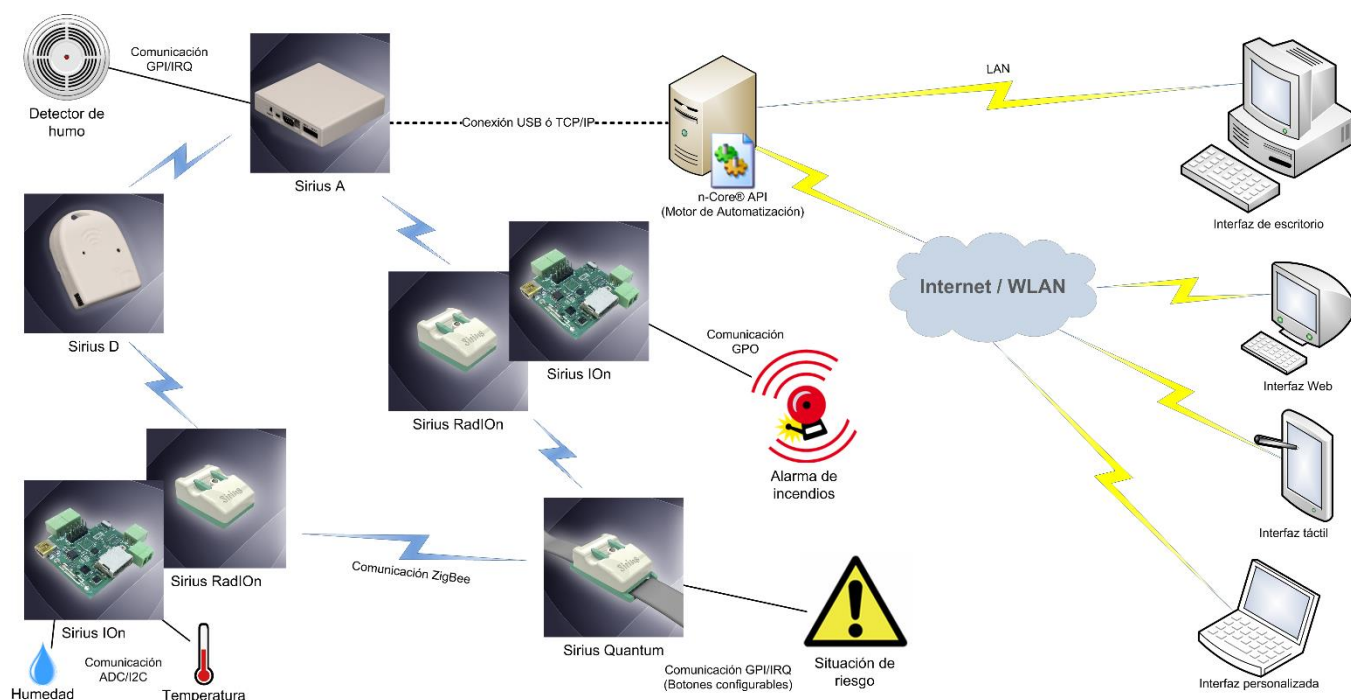 Comunicación
GPI/IRQ
Detector de
humo
Sirius A
Conexión USB ó TCP/IP
n-Core® API
(Motor de Automatización)
LAN
Interfaz de escritorio
Sirius D
Sirius RadIOn
Sirius IOn
Comunicación
GPO
Alarma de
incendios
Internet / WLAN
Interfaz Web
Interfaz táctil
Interfaz personalizada
Sirius RadIOn
Sirius IOn
Comunicación ZigBee
Humedad
Comunicación
ADC/I2C
Temperatura
Sirius Quantum
Comunicación GPI/IRQ
(Botones configurables)
Situación de
riesgo
Sirius
Sirius
Sirius